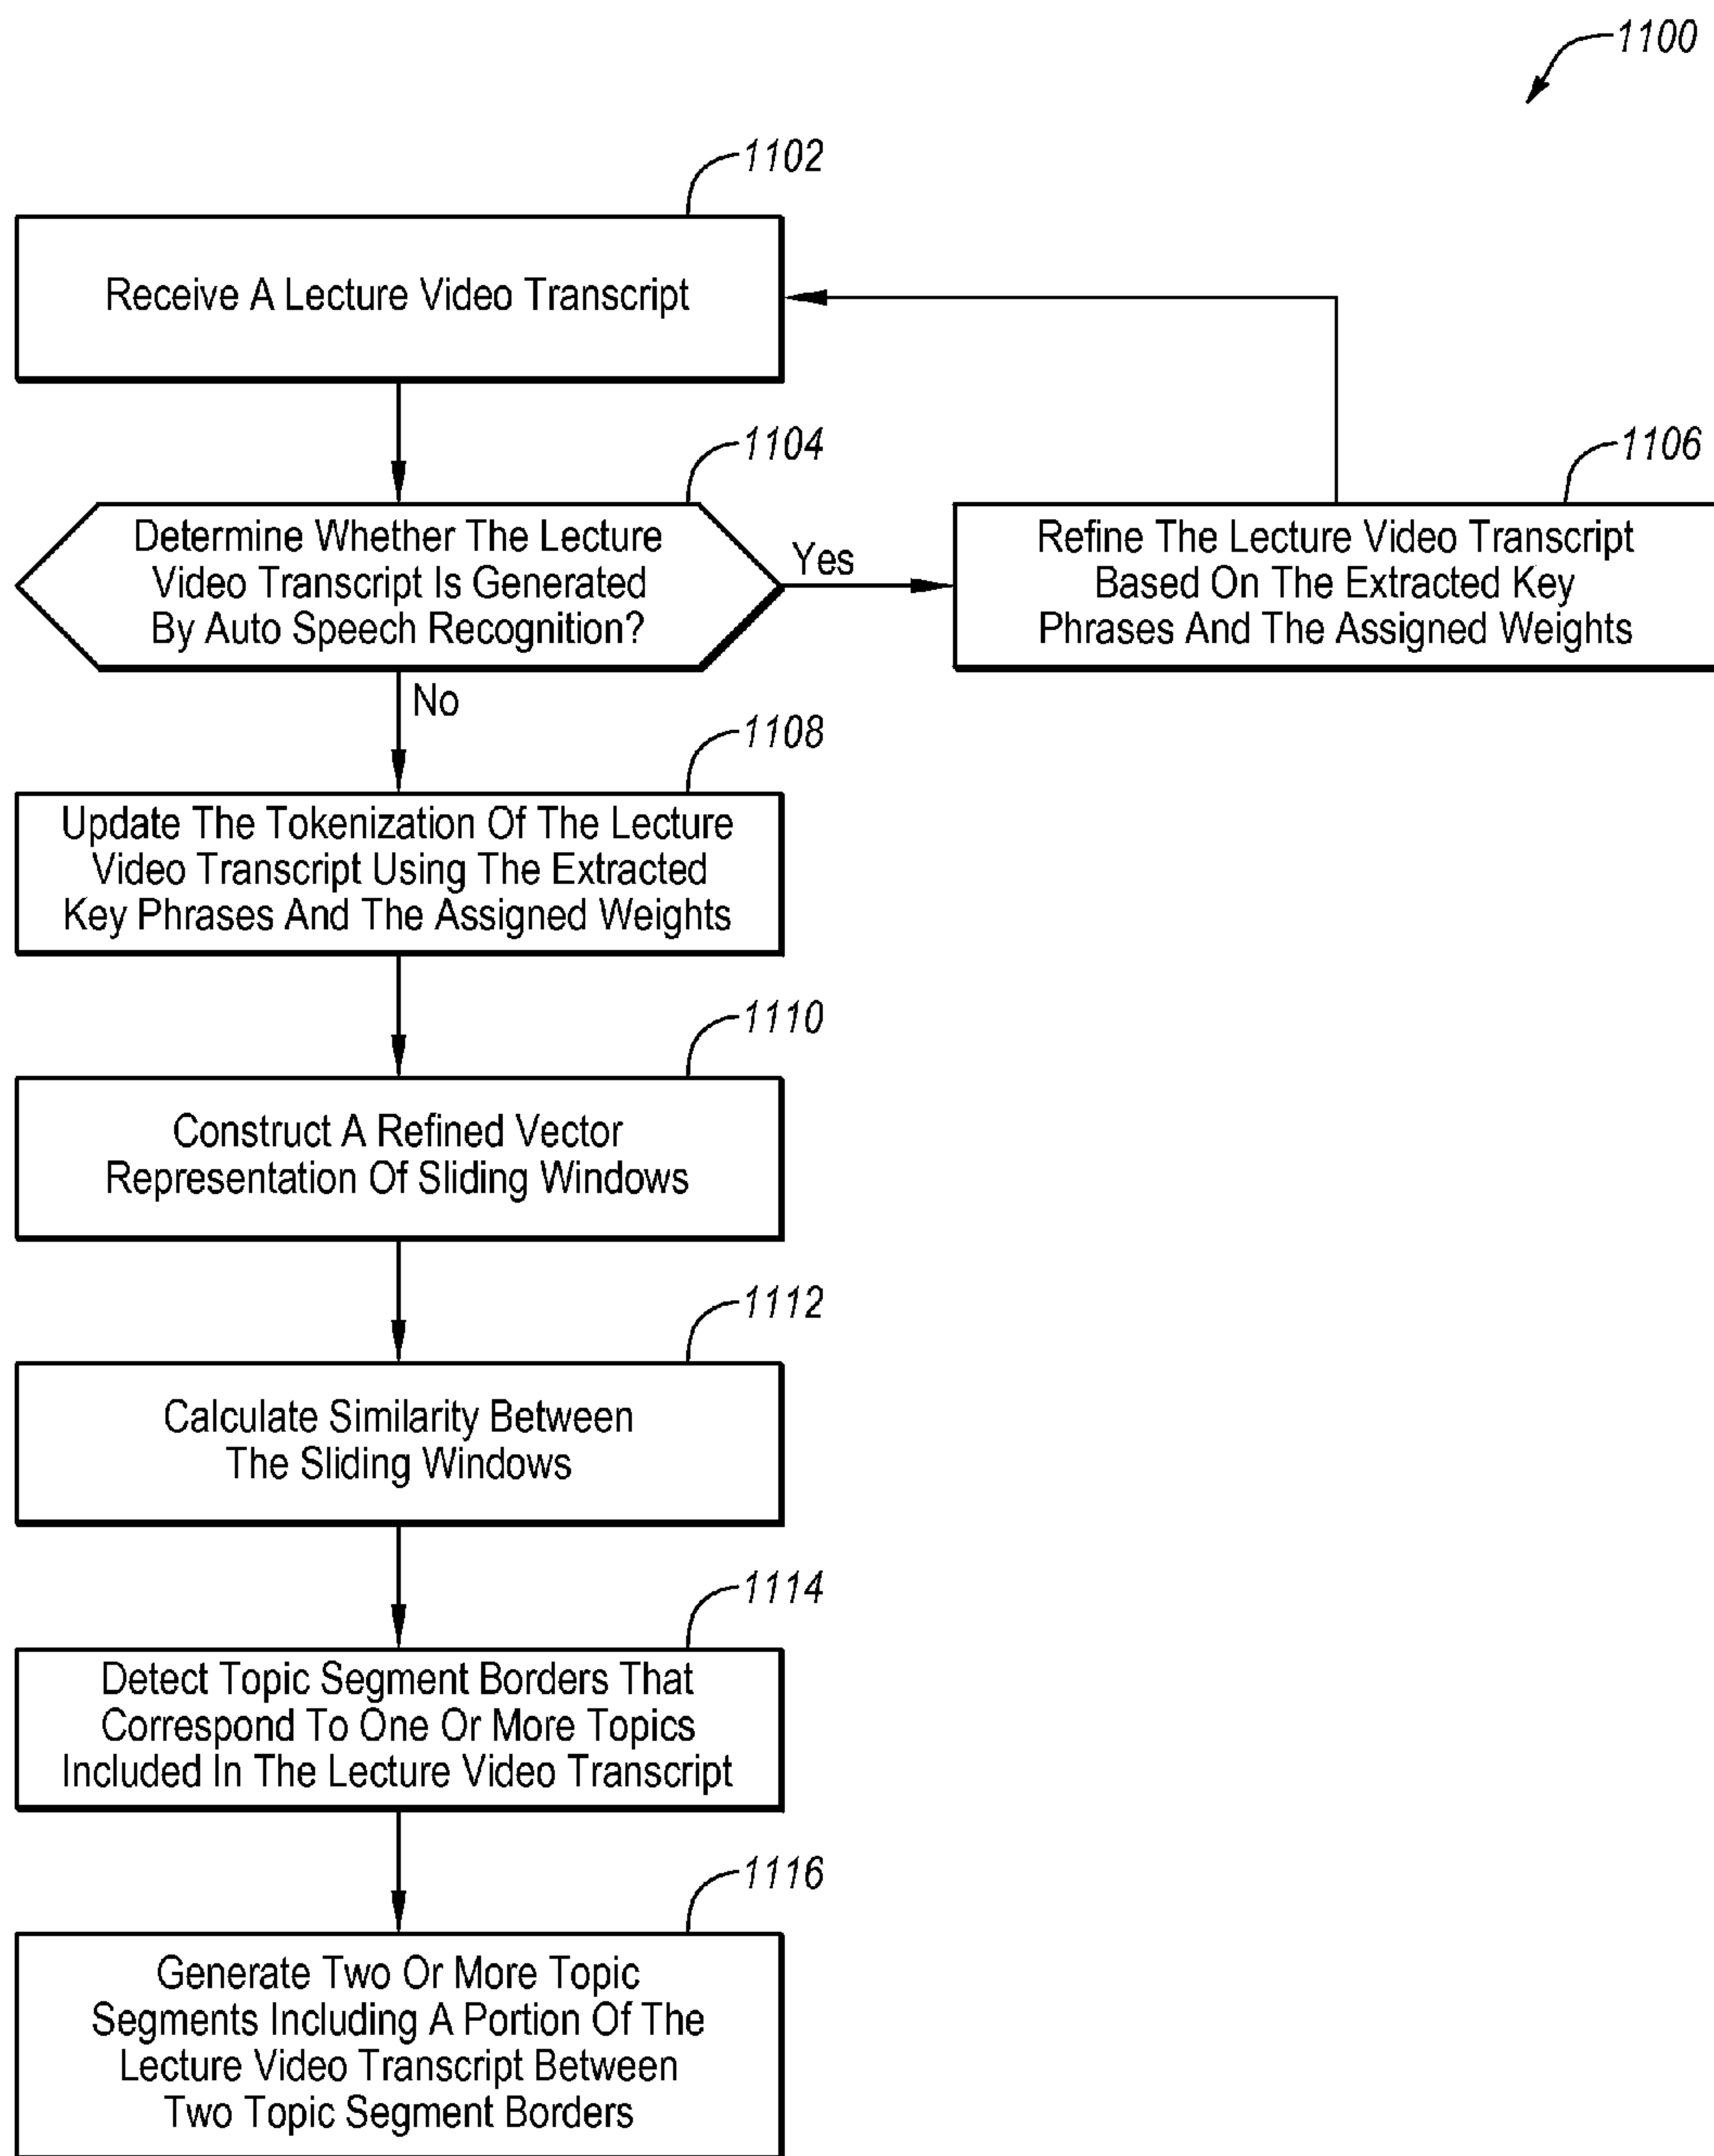 1100
1102
Receive A Lecture Video Transcript
1104
Determine Whether The Lecture
Video Transcript Is Generated
By Auto Speech Recognition?
Yes
1106
Refine The Lecture Video Transcript
Based On The Extracted Key
Phrases And The Assigned Weights
No
1108
Update The Tokenization Of The Lecture
Video Transcript Using The Extracted
Key Phrases And The Assigned Weights
1110
Construct A Refined Vector
Representation Of Sliding Windows
1112
Calculate Similarity Between
The Sliding Windows
1114
Detect Topic Segment Borders That
Correspond To One Or More Topics
Included In The Lecture Video Transcript
1116
Generate Two Or More Topic
Segments Including A Portion Of The
Lecture Video Transcript Between
Two Topic Segment Borders